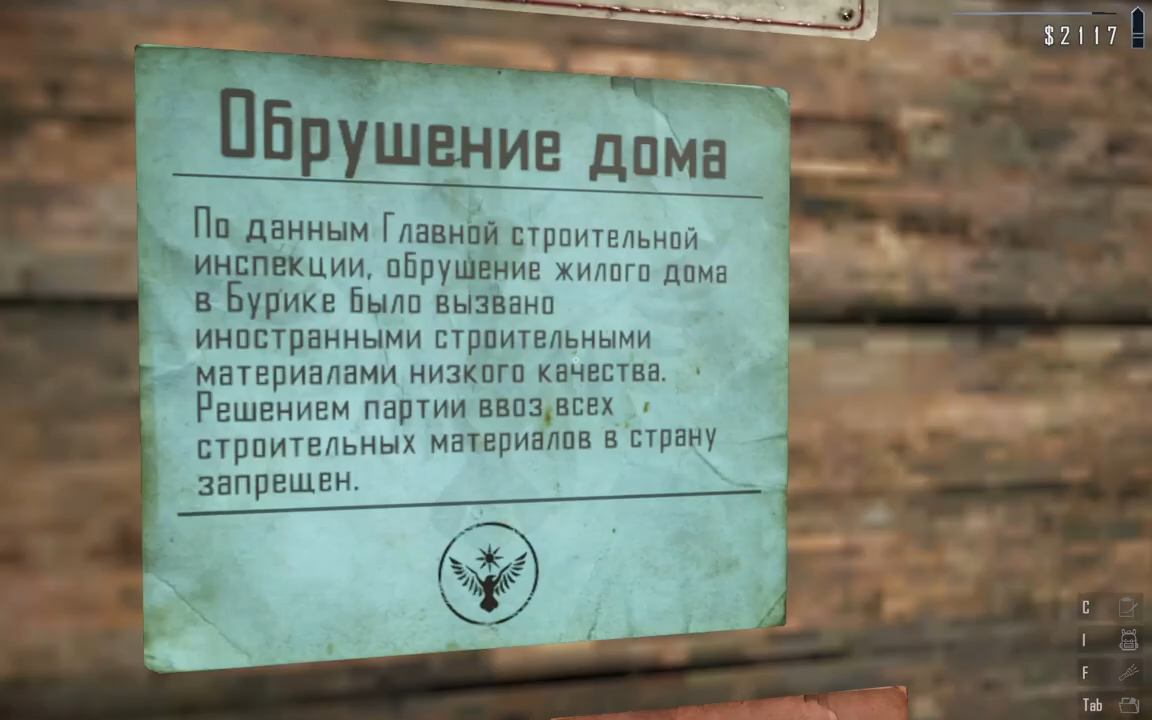 $2117
Обрушение дома
По данным Главной строительной
инспекции, обрушение жилого дома
в Бурике было вызвано
иностранными строительными
материалами низкого качества.
Решением партии ввоз всех
строительных материалов в страну
запрещен.
C
I
F
Tab